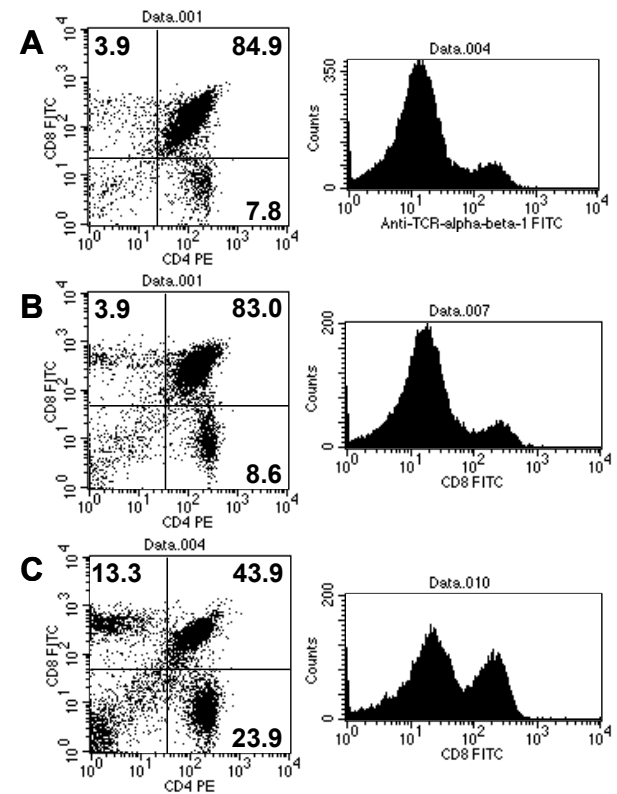 A
Data.001
3.9 84.9
7.8
CD8 FITC
10^4
10^3
10^2
10^1
10^0
10^0 10^1 10^2 10^3 10^4
CD4 PE
Data.004
350
0
Counts
10^0 10^1 10^2 10^3 10^4
Anti-TCR-alpha-beta-1 FITC
B
Data.001
3.9 83.0
8.6
CD8 FITC
10^4
10^3
10^2
10^1
10^0
10^0 10^1 10^2 10^3 10^4
CD4 PE
Data.007
200
0
Counts
10^0 10^1 10^2 10^3 10^4
CD8 FITC
C
Data.004
13.3 43.9
23.9
CD8 FITC
10^4
10^3
10^2
10^1
10^0
10^0 10^1 10^2 10^3 10^4
CD4 PE
Data.010
200
0
Counts
10^0 10^1 10^2 10^3 10^4
CD8 FITC